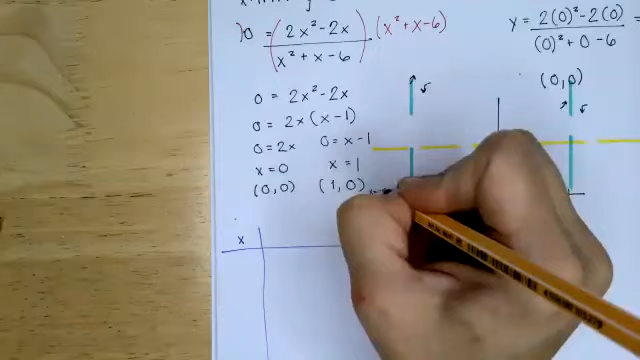 0 = (2x² - 2x / x² + x - 6) (x² + x - 6)
y = 2(0)² - 2(0) / (0)² + 0 - 6 =
(0,0)
0 = 2x² - 2x
0 = 2x(x - 1)
0 = 2x 0 = x - 1
x = 0 x = 1
(0,0) (1,0)
x